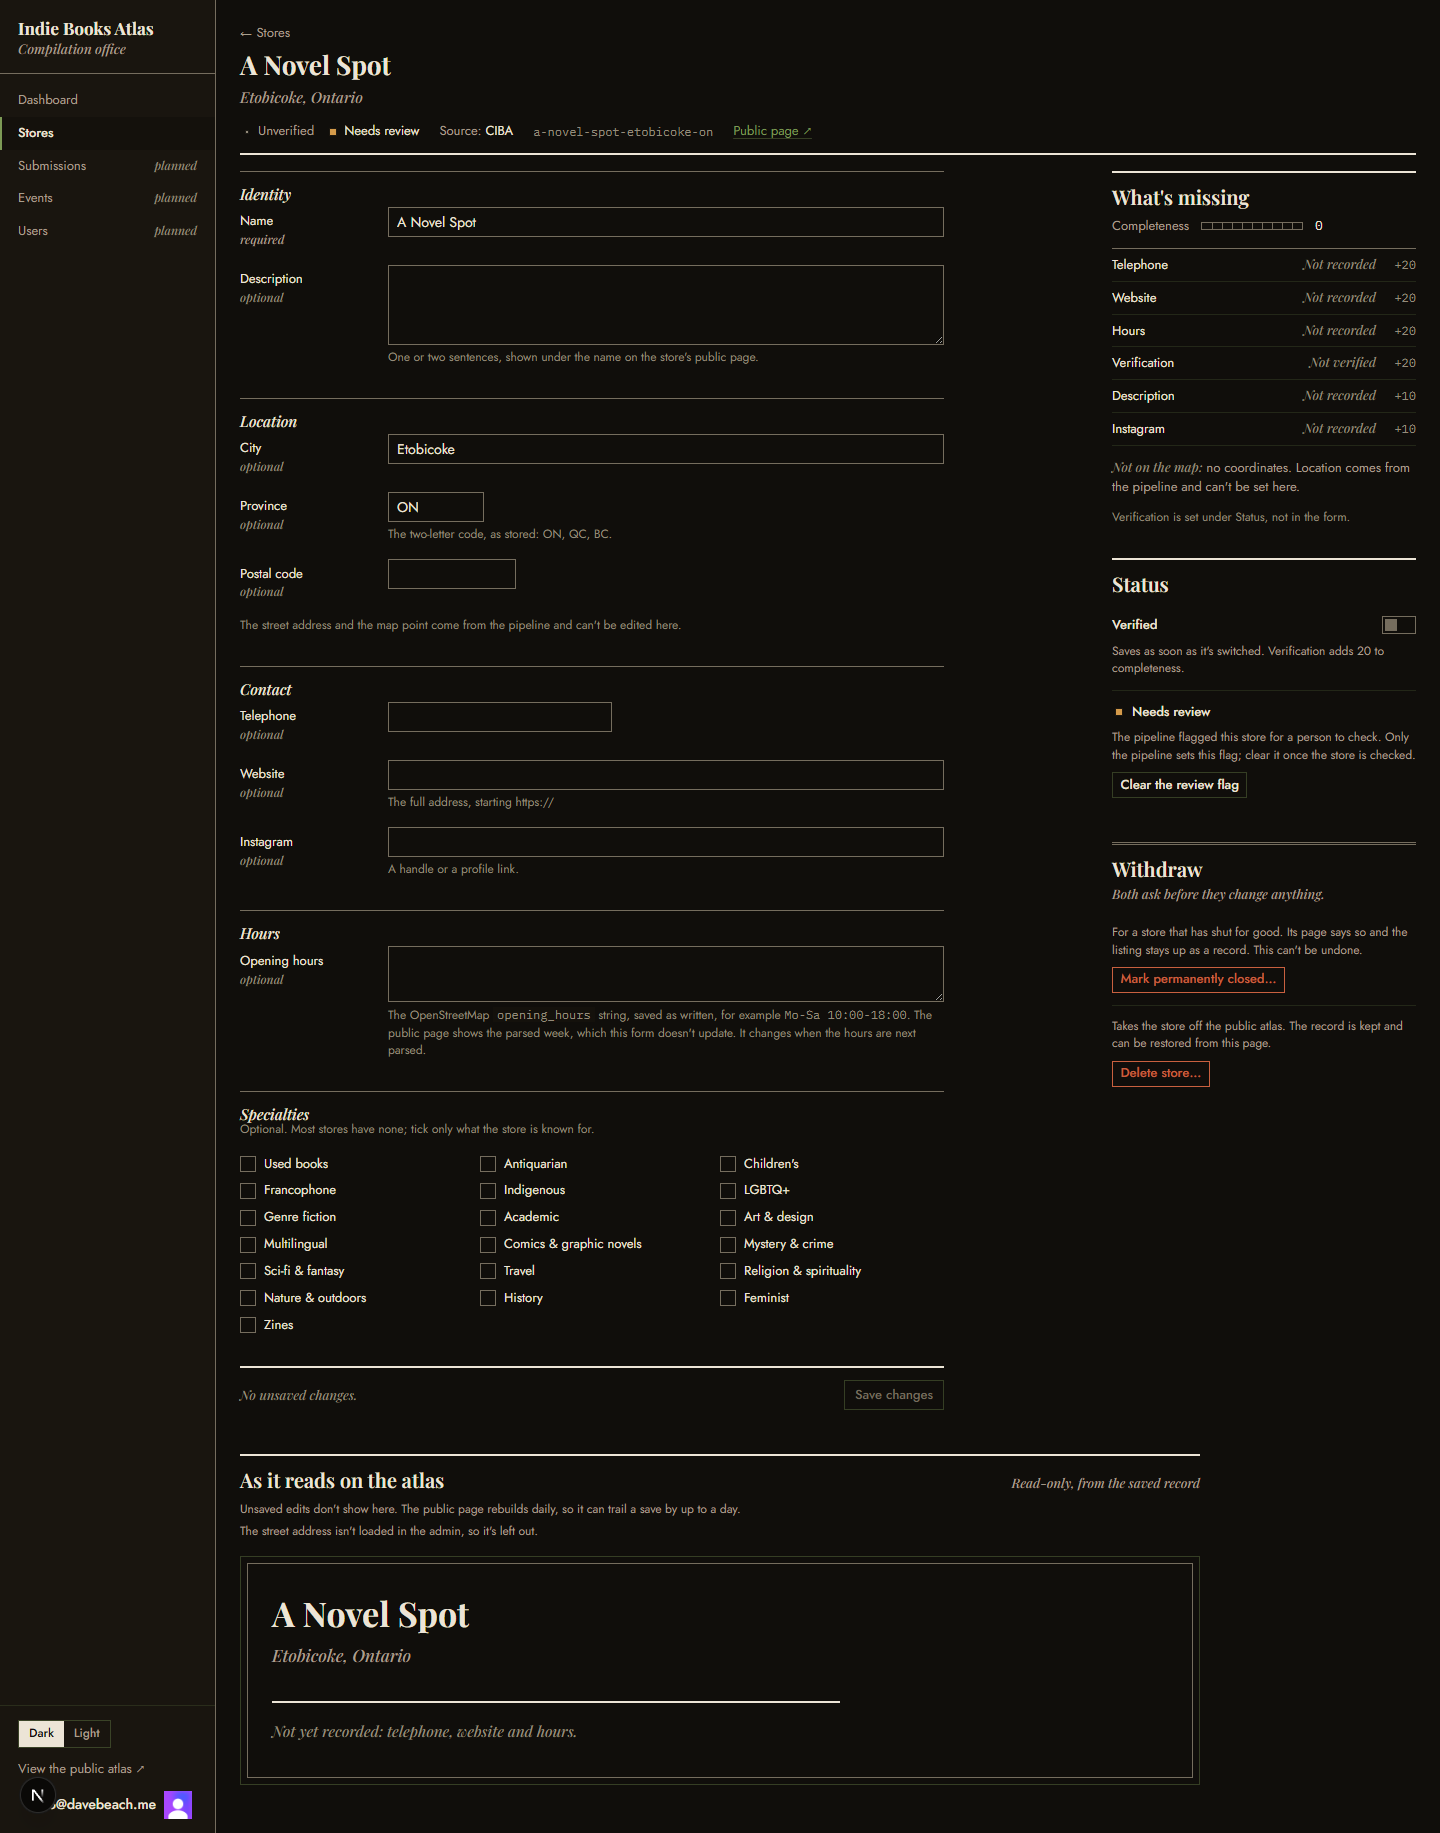 Indie Books Atlas
Compilation office
Dashboard
Stores
Submissions planned
Events planned
Users planned
← Stores
A Novel Spot
Etobicoke, Ontario
· Unverified Needs review Source: CIBA a-novel-spot-etobicoke-on Public page ↗
Identity
Name
required
A Novel Spot
Description
optional
One or two sentences, shown under the name on the store's public page.
Location
City
optional
Etobicoke
Province
optional
ON
The two-letter code, as stored: ON, QC, BC.
Postal code
optional
The street address and the map point come from the pipeline and can't be edited here.
Contact
Telephone
optional
Website
optional
The full address, starting https://
Instagram
optional
A handle or a profile link.
Hours
Opening hours
optional
The OpenStreetMap opening_hours string, saved as written, for example Mo-Sa 10:00-18:00. The
public page shows the parsed week, which this form doesn't update. It changes when the hours are next
parsed.
Specialties
Optional. Most stores have none; tick only what the store is known for.
Used books Antiquarian Children's
Francophone Indigenous LGBTQ+
Genre fiction Academic Art & design
Multilingual Comics & graphic novels Mystery & crime
Sci-fi & fantasy Travel Religion & spirituality
Nature & outdoors History Feminist
Zines
No unsaved changes. Save changes
What's missing
Completeness 0
Telephone Not recorded +20
Website Not recorded +20
Hours Not recorded +20
Verification Not verified +20
Description Not recorded +10
Instagram Not recorded +10
Not on the map: no coordinates. Location comes from
the pipeline and can't be set here.
Verification is set under Status, not in the form.
Status
Verified
Saves as soon as it's switched. Verification adds 20 to
completeness.
Needs review
The pipeline flagged this store for a person to check. Only
the pipeline sets this flag; clear it once the store is checked.
Clear the review flag
Withdraw
Both ask before they change anything.
For a store that has shut for good. Its page says so and the
listing stays up as a record. This can't be undone.
Mark permanently closed…
Takes the store off the public atlas. The record is kept and
can be restored from this page.
Delete store…
As it reads on the atlas
Read-only, from the saved record
Unsaved edits don't show here. The public page rebuilds daily, so it can trail a save by up to a day.
The street address isn't loaded in the admin, so it's left out.
A Novel Spot
Etobicoke, Ontario
Not yet recorded: telephone, website and hours.
Dark Light
View the public atlas ↗
N
@davebeach.me